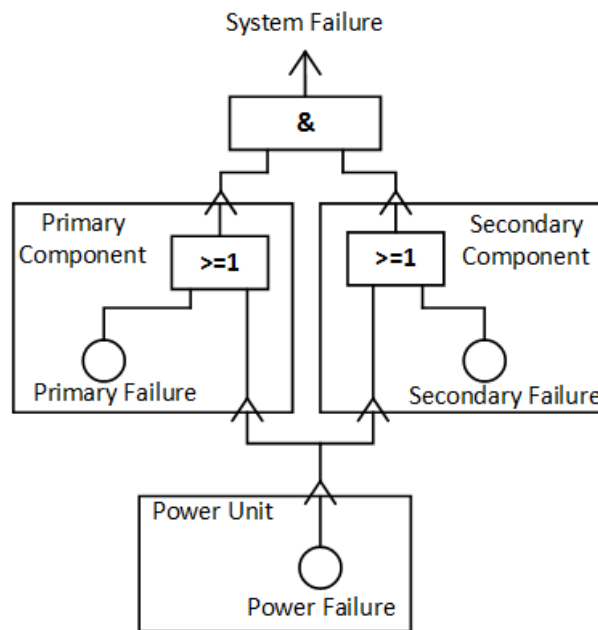 System Failure
&
Primary
Component
>=1
Secondary
Component
>=1
Primary Failure
Secondary Failure
Power Unit
Power Failure